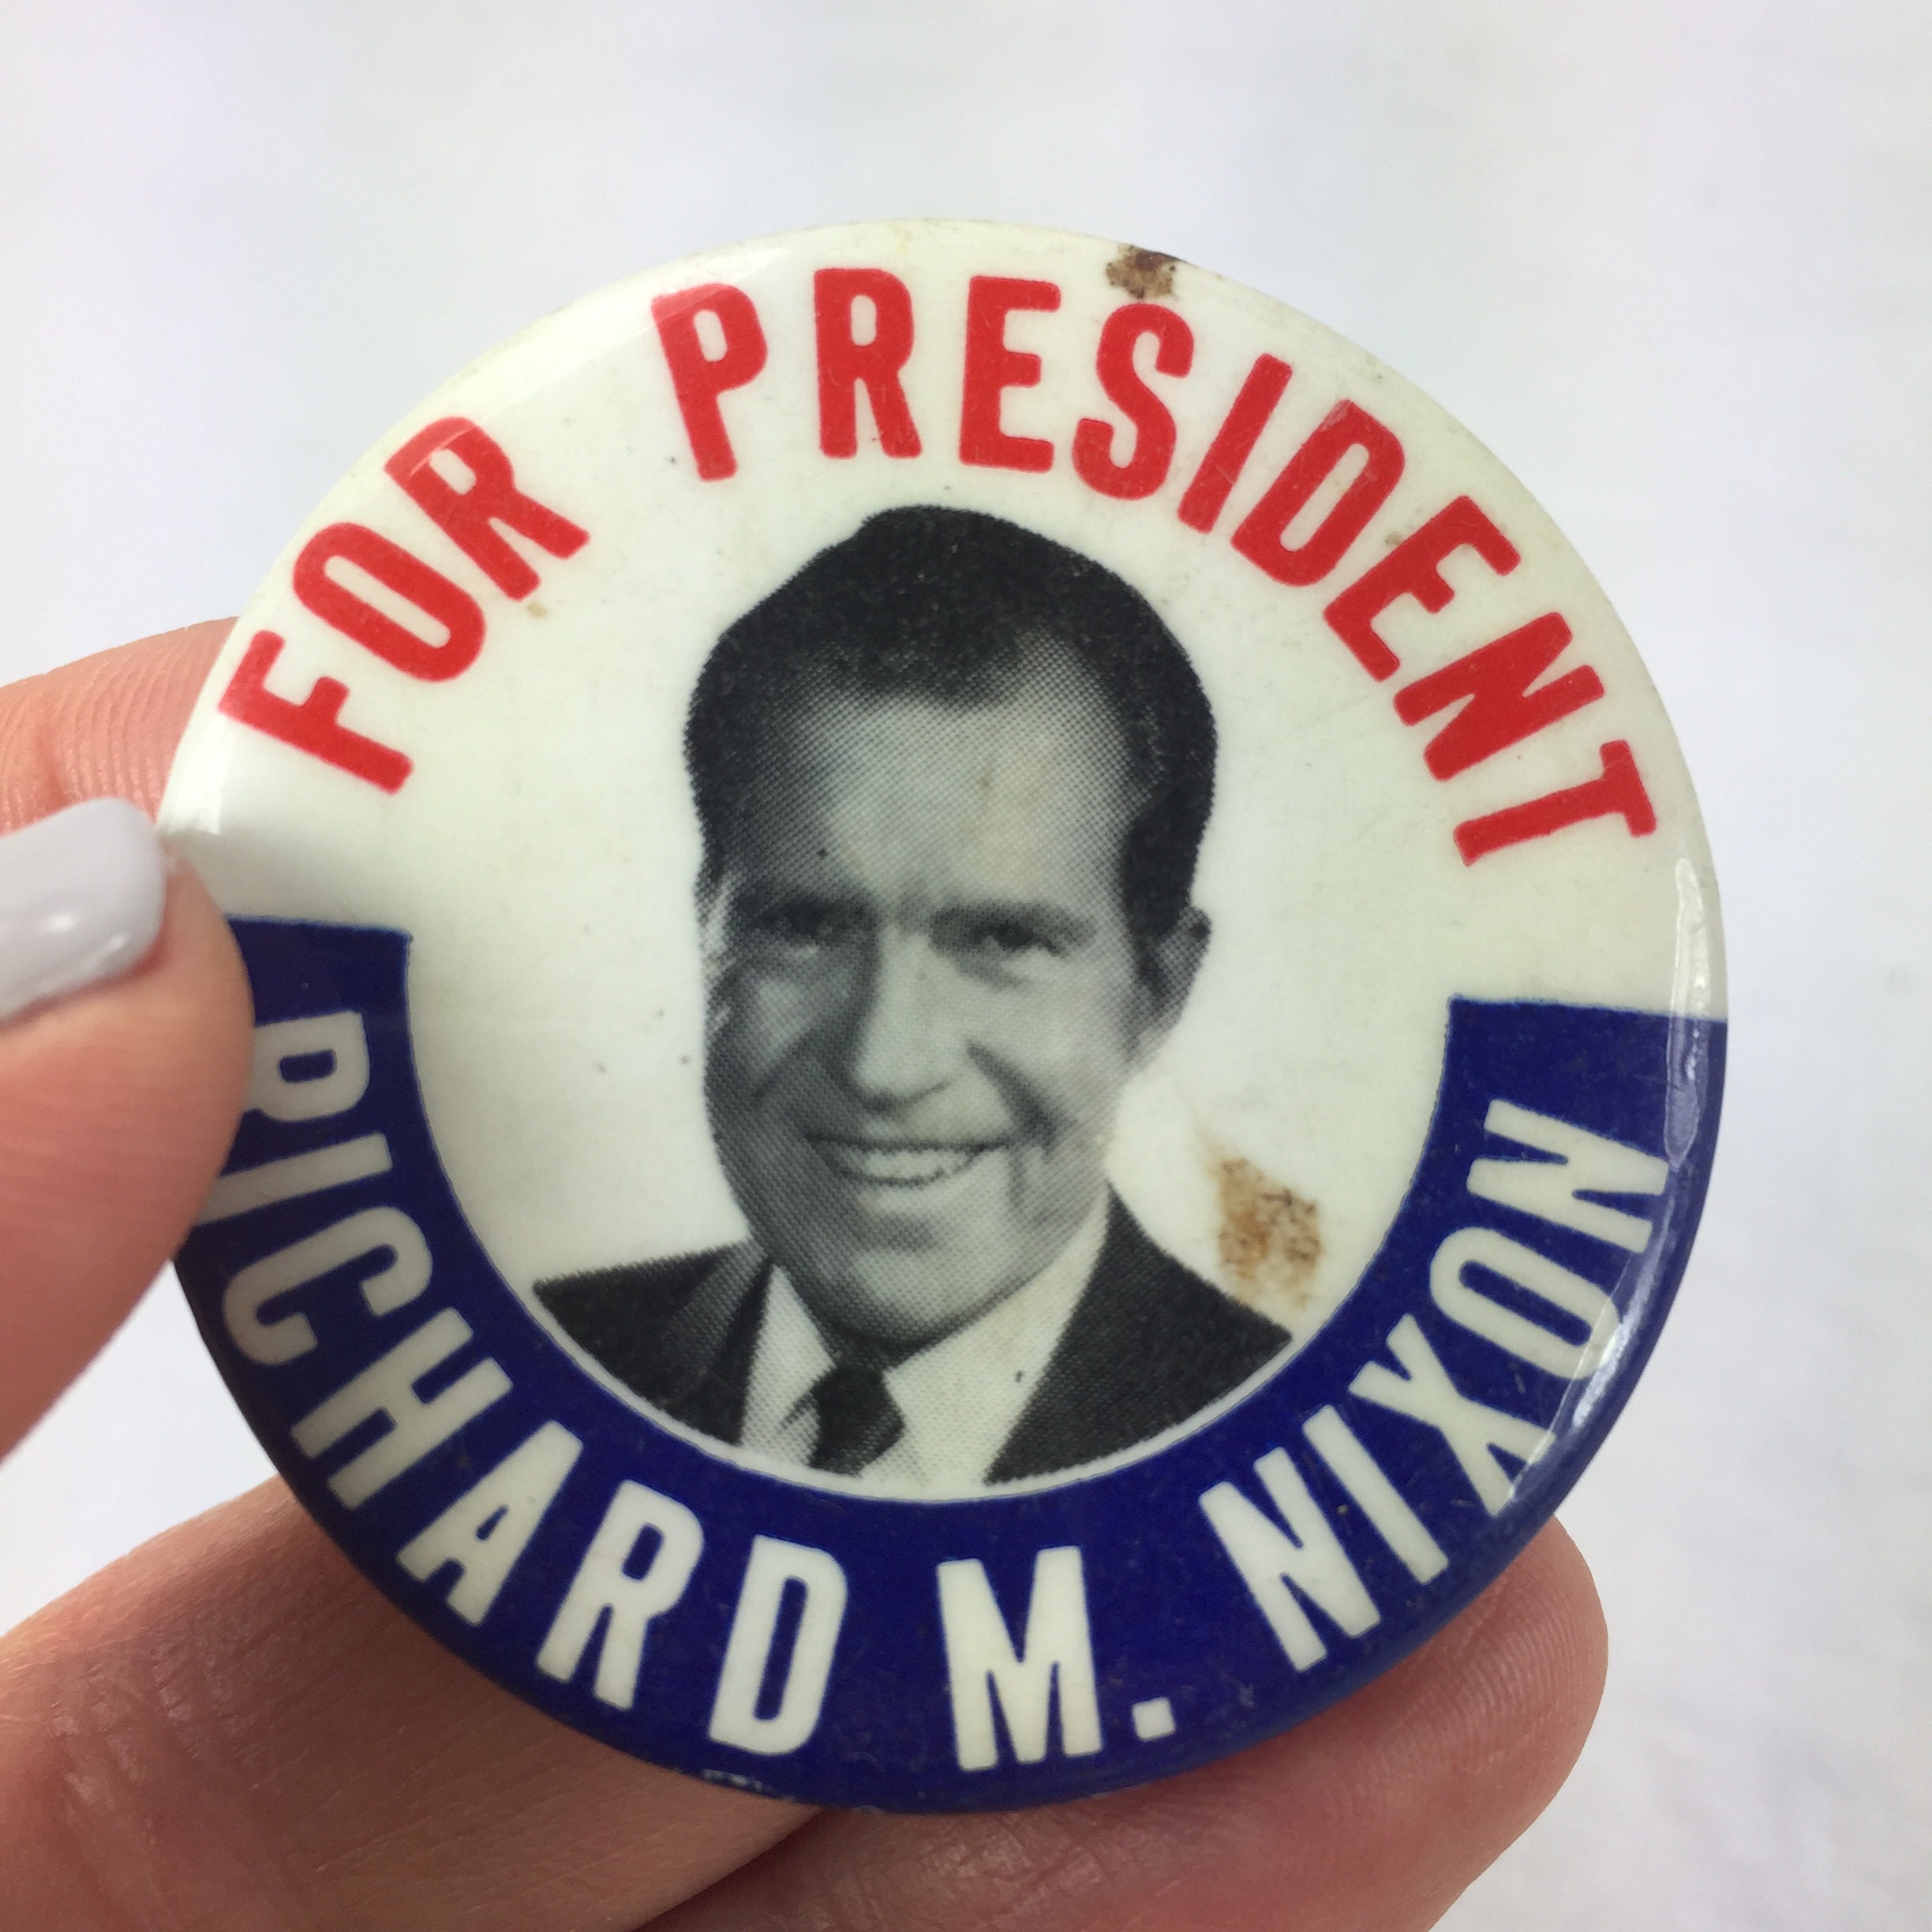 FOR PRESIDENT
RICHARD M. NIXON